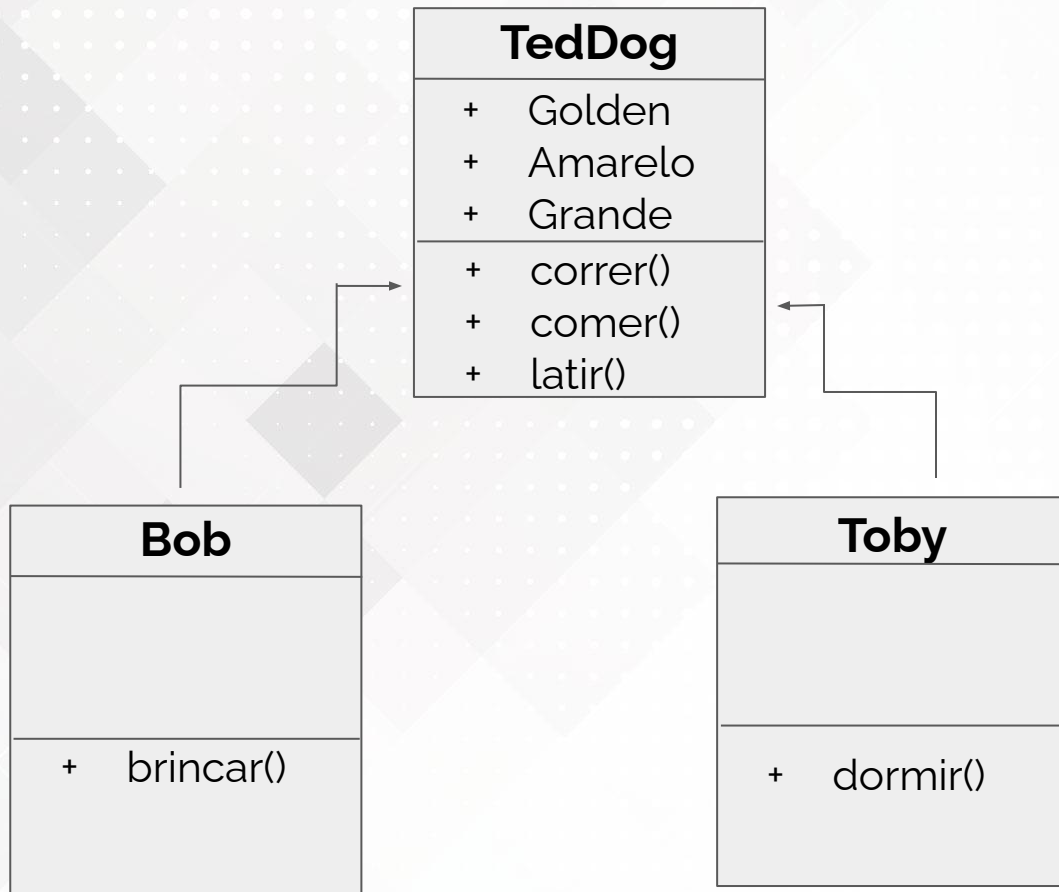 TedDog
+ Golden
+ Amarelo
+ Grande
+ correr()
+ comer()
+ latir()
Bob
+ brincar()
Toby
+ dormir()